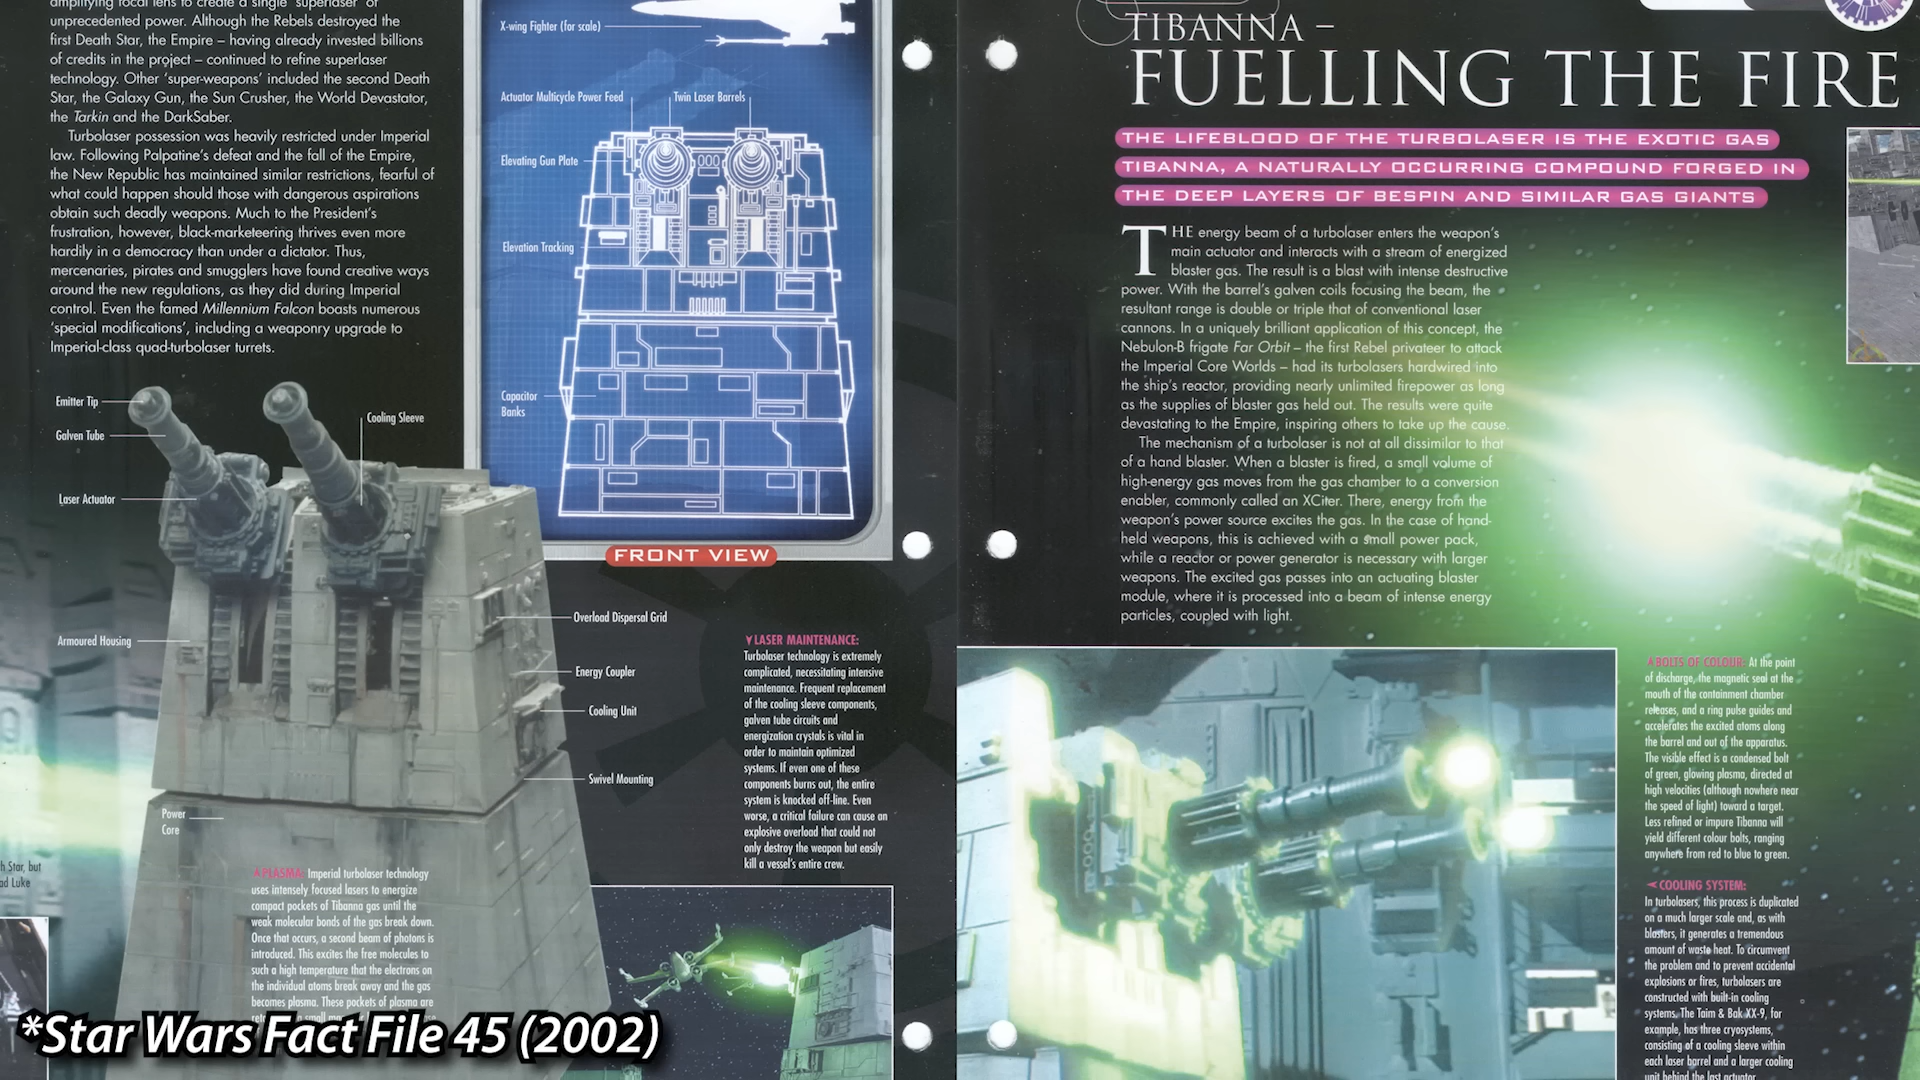 amplifying focal lens to create a single 'superlaser' of
unprecedented power. Although the Rebels destroyed the
first Death Star, the Empire – having already invested billions
of credits in the project – continued to refine superlaser
technology. Other 'super-weapons' included the second Death
Star, the Galaxy Gun, the Sun Crusher, the World Devastator,
the Tarkin and the DarkSaber.
Turbolaser possession was heavily restricted under Imperial
law. Following Palpatine's defeat and the fall of the Empire,
the New Republic has maintained similar restrictions, fearful of
what could happen should those with dangerous aspirations
obtain such deadly weapons. Much to the President's
frustration, however, black-marketeering thrives even more
hardily in a democracy than under a dictator. Thus,
mercenaries, pirates and smugglers have found creative ways
around the new regulations, as they did during Imperial
control. Even the famed Millennium Falcon boasts numerous
'special modifications', including a weaponry upgrade to
Imperial-class quad-turbolaser turrets.
Emitter Tip
Galven Tube
Laser Actuator
Cooling Sleeve
Armoured Housing
Power
Core
Overload Dispersal Grid
Energy Coupler
Cooling Unit
Swivel Mounting
X-wing Fighter (for scale)
Actuator Multicycle Power Feed
Twin Laser Barrels
Elevating Gun Plate
Elevation Tracking
Capacitor
Banks
FRONT VIEW
h Star, but
ad Luke
PLASMA: Imperial turbolaser technology
uses intensely focused lasers to energize
compact pockets of Tibanna gas until the
weak molecular bonds of the gas break down.
Once that occurs, a second beam of photons is
introduced. This excites the free molecules to
such a high temperature that the electrons on
the individual atoms break away and the gas
becomes plasma. These pockets of plasma are
LASER MAINTENANCE:
Turbolaser technology is extremely
complicated, necessitating intensive
maintenance. Frequent replacement
of the cooling sleeve components,
galven tube circuits and
energization crystals is vital in
order to maintain optimized
systems. If even one of these
components burns out, the entire
system is knocked off-line. Even
worse, a critical failure can cause an
explosive overload that could not
only destroy the weapon but easily
kill a vessel's entire crew.
*Star Wars Fact File 45 (2002)
TIBANNA –
FUELLING THE FIRE
THE LIFEBLOOD OF THE TURBOLASER IS THE EXOTIC GAS
TIBANNA, A NATURALLY OCCURRING COMPOUND FORGED IN
THE DEEP LAYERS OF BESPIN AND SIMILAR GAS GIANTS
THE energy beam of a turbolaser enters the weapon's
main actuator and interacts with a stream of energized
blaster gas. The result is a blast with intense destructive
power. With the barrel's galven coils focusing the beam, the
resultant range is double or triple that of conventional laser
cannons. In a uniquely brilliant application of this concept, the
Nebulon-B frigate Far Orbit – the first Rebel privateer to attack
the Imperial Core Worlds – had its turbolasers hardwired into
the ship's reactor, providing nearly unlimited firepower as long
as the supplies of blaster gas held out. The results were quite
devastating to the Empire, inspiring others to take up the cause.
The mechanism of a turbolaser is not at all dissimilar to that
of a hand blaster. When a blaster is fired, a small volume of
high-energy gas moves from the gas chamber to a conversion
enabler, commonly called an XCiter. There, energy from the
weapon's power source excites the gas. In the case of hand-
held weapons, this is achieved with a small power pack,
while a reactor or power generator is necessary with larger
weapons. The excited gas passes into an actuating blaster
module, where it is processed into a beam of intense energy
particles, coupled with light.
BOLTS OF COLOUR: At the point
of discharge, the magnetic seal at the
mouth of the containment chamber
releases, and a ring pulse guides and
accelerates the excited atoms along
the barrel and out of the apparatus.
The visible effect is a condensed bolt
of green, glowing plasma, directed at
high velocities (although nowhere near
the speed of light) toward a target.
Less refined or impure Tibanna will
yield different colour bolts, ranging
anywhere from red to blue to green.
COOLING SYSTEM:
In turbolasers, this process is duplicated
on a much larger scale and, as with
blasters, it generates a tremendous
amount of waste heat. To circumvent
the problem and to prevent accidental
explosions or fires, turbolasers are
constructed with built-in cooling
systems. The Taim & Bak XX-9, for
example, has three cryosystems,
consisting of a cooling sleeve within
each laser barrel and a larger cooling
unit behind the last actuator.